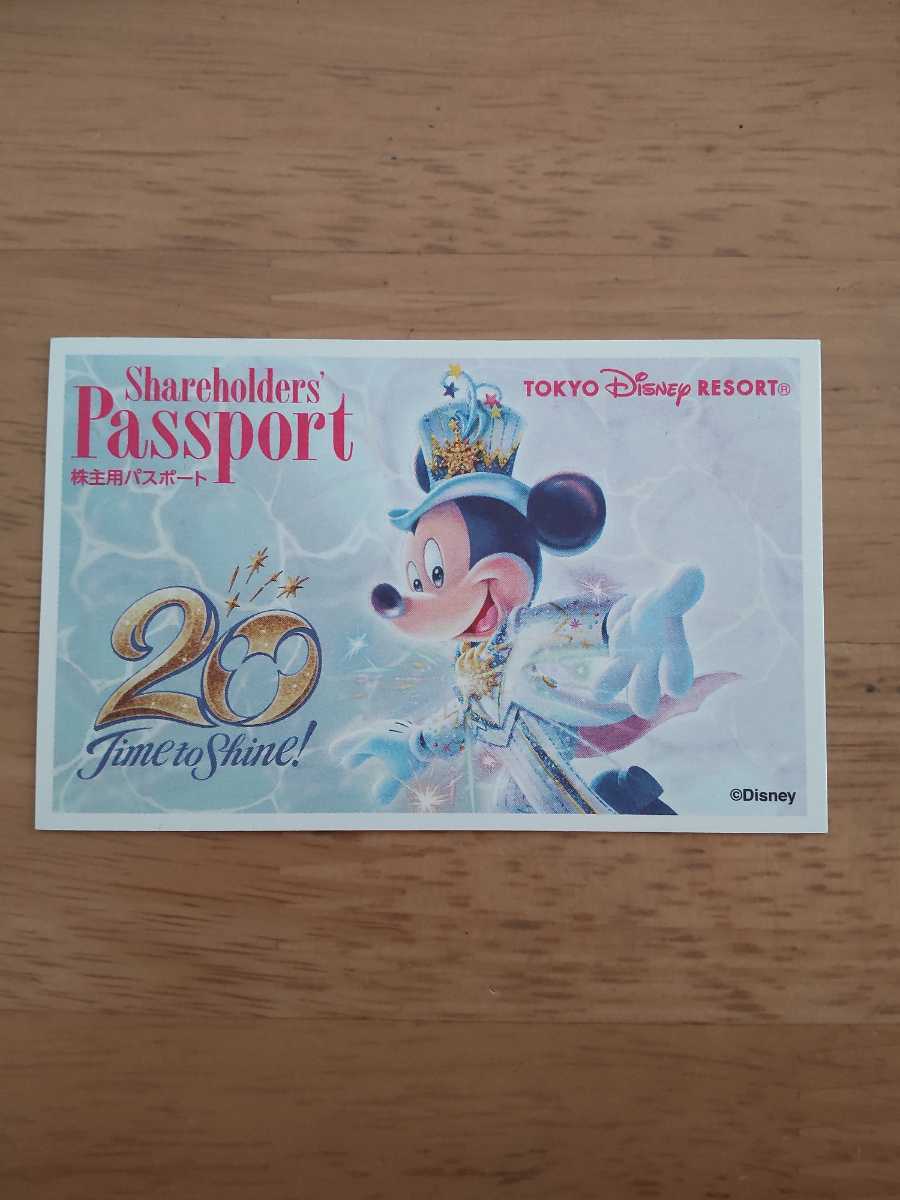 Shareholders'
Passport
株主用パスポート
TOKYO Disney RESORT®
20
Time to Shine!
©Disney